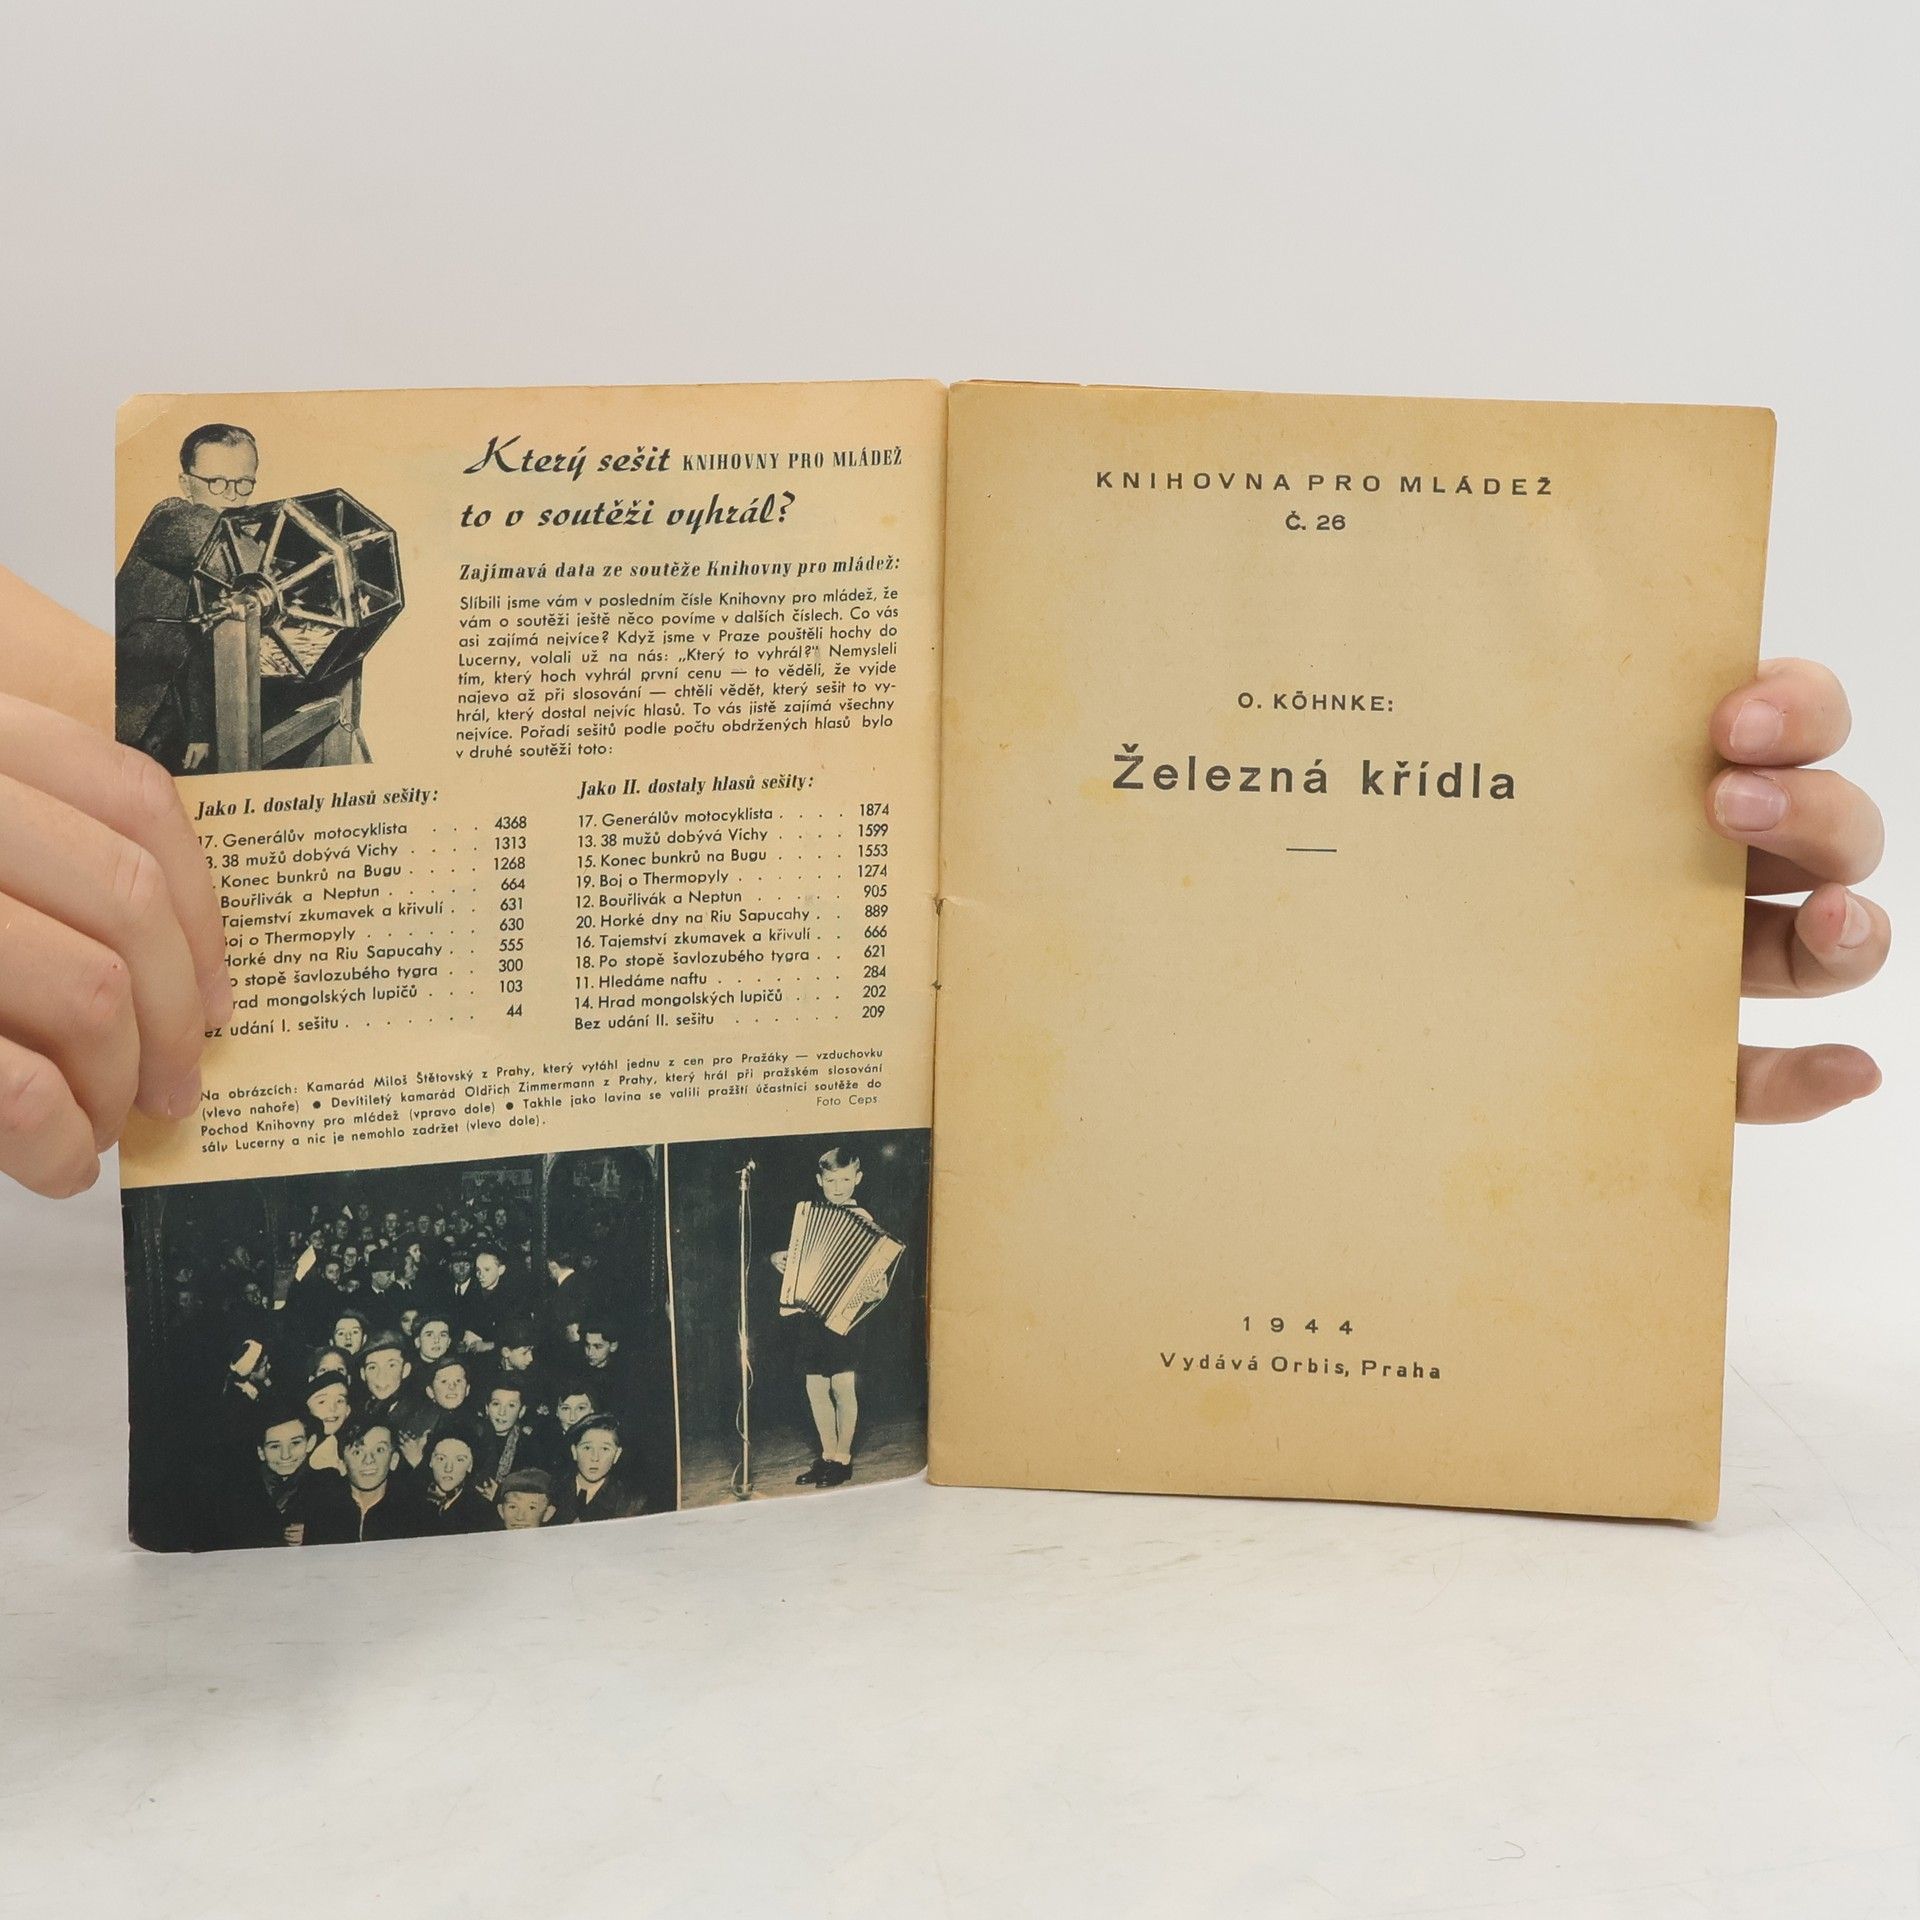 Který sešit KNIHOVNY PRO MLÁDEŽ
to v soutěži vyhrál?
Zajímavá data ze soutěže Knihovny pro mládež:
Slíbili jsme vám v posledním čísle Knihovny pro mládež, že
vám o soutěži ještě něco povíme v dalších číslech. Co vás
asi zajímá nejvíce? Když jsme v Praze pouštěli hochy do
Lucerny, volali už na nás: „Který to vyhrál?“ Nemysleli
tím, který hoch vyhrál první cenu — to věděli, že vyjde
najevo až při slosování — chtěli vědět, který sešit to vy-
hrál, který dostal nejvíc hlasů. To vás jistě zajímá všechny
nejvíce. Pořadí sešitů podle počtu obdržených hlasů bylo
v druhé soutěži toto:
Jako I. dostaly hlasů sešity:
17. Generálův motocyklista . . . 4368
3. 38 mužů dobývá Vichy . . . . 1313
. Konec bunkrů na Bugu . . . . 1268
Bouřlivák a Neptun . . . . . 664
Tajemství zkumavek a křivulí . . 631
oj o Thermopyly . . . . . . 630
Horké dny na Riu Sapucahy . . 555
o stopě šavlozubého tygra . . 300
rad mongolských lupičů . . . 103
ez udání I. sešitu . . . . . . . 44
Jako II. dostaly hlasů sešity:
17. Generálův motocyklista . . . . 1874
13. 38 mužů dobývá Vichy . . . . 1599
15. Konec bunkrů na Bugu . . . . 1553
19. Boj o Thermopyly . . . . . . 1274
12. Bouřlivák a Neptun . . . . . 905
20. Horké dny na Riu Sapucahy . . 889
16. Tajemství zkumavek a křivulí . . 666
18. Po stopě šavlozubého tygra . . 621
11. Hledáme naftu . . . . . . . 284
14. Hrad mongolských lupičů . . . 202
Bez udání II. sešitu . . . . . . 209
Na obrázcích: Kamarád Miloš Štětovský z Prahy, který vytáhl jednu z cen pro Pražáky — vzduchovku
(vlevo nahoře) ● Devítiletý kamarád Oldřich Zimmermann z Prahy, který hrál při pražském slosování
Pochod Knihovny pro mládež (vpravo dole) ● Takhle jako lavina se valili pražští účastníci soutěže do
sálu Lucerny a nic je nemohlo zadržet (vlevo dole).
Foto Ceps.
KNIHOVNA PRO MLÁDEŽ
Č. 26
O. KÖHNKE:
Železná křídla
1944
Vydává Orbis, Praha